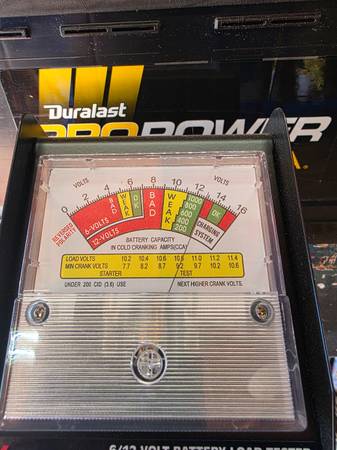 Duralast
PROPOWER
VOLTS VOLTS
0 2 4 6 8 10 12 14 16
REVERSED POLARITY
6-VOLTS
BAD WEAK OK
12-VOLTS
BAD WEAK
1000
800
600
400
200
OK
CHARGING SYSTEM
BATTERY CAPACITY
IN COLD CRANKING AMPS(CCA)
LOAD VOLTS 10.2 10.4 10.6 10.8 11.0 11.2 11.4
MIN CRANK VOLTS 7.7 8.2 8.7 9.2 9.7 10.2 10.6
STARTER TEST
UNDER 200 CID (3.6) USE NEXT HIGHER CRANK VOLTS.
6/12 VOLT BATTERY LOAD TESTER